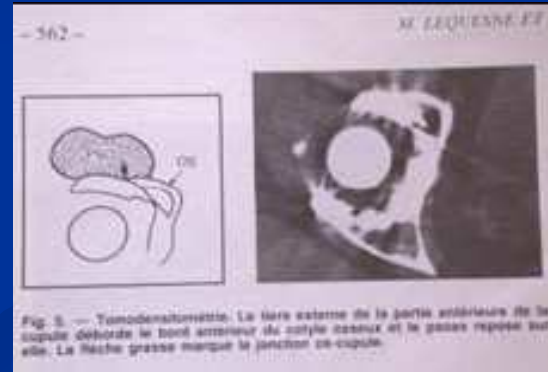 – 562 –
M. LEQUESNE ET
OS
Fig. 5. — Tomodensitométrie. Le tiers externe de la partie antérieure de la
cupule déborde le bord antérieur du cotyle osseux et le psoas repose sur
elle. La flèche grasse marque la jonction os-cupule.